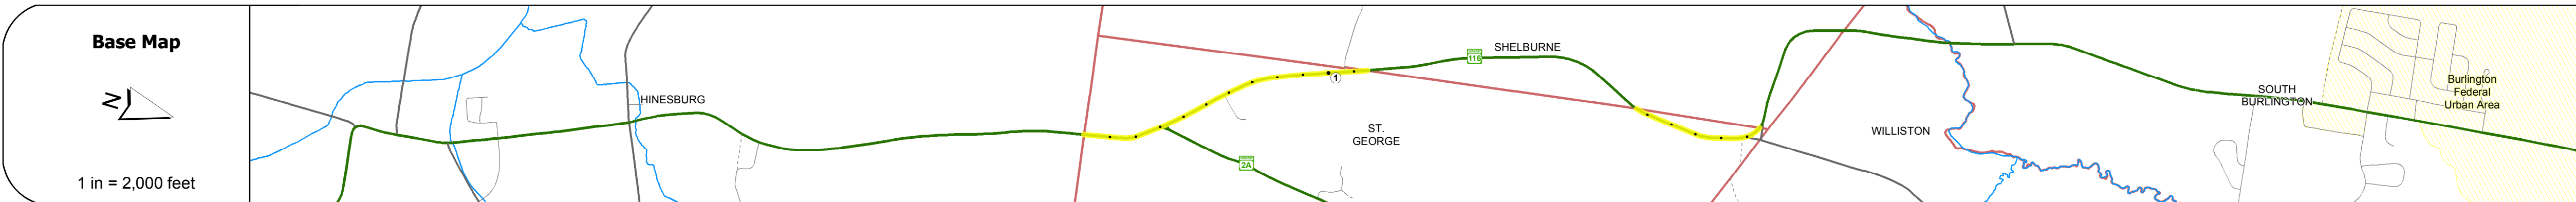 Base Map
N
1 in = 2,000 feet
HINESBURG
2A
1
ST.
GEORGE
116
SHELBURNE
WILLISTON
SOUTH
BURLINGTON
Burlington
Federal
Urban Area